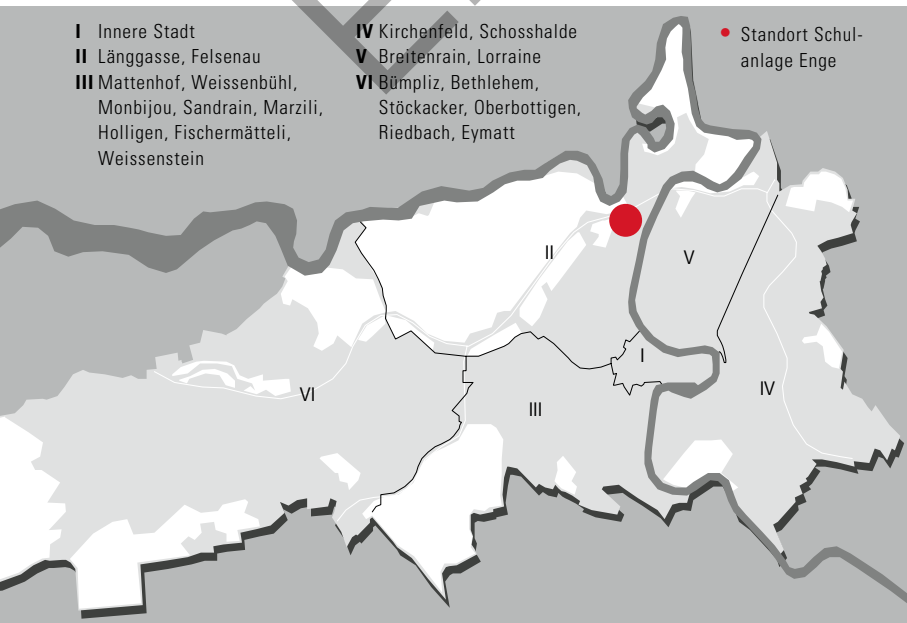 I Innere Stadt
II Länggasse, Felsenau
III Mattenhof, Weissenbühl,
Monbijou, Sandrain, Marzili,
Holligen, Fischermätteli,
Weissenstein
IV Kirchenfeld, Schosshalde
V Breitenrain, Lorraine
VI Bümpliz, Bethlehem,
Stöckacker, Oberbottigen,
Riedbach, Eymatt
Standort Schul-
anlage Enge
II
V
I
VI
IV
III